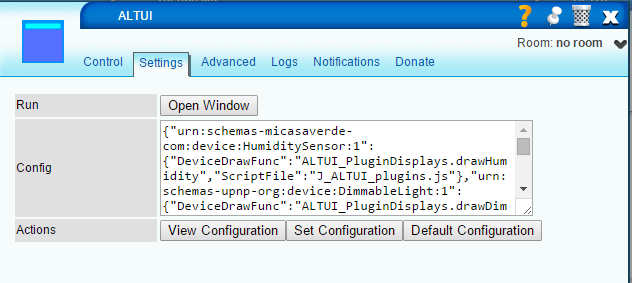 ALTUI
Room: no room
Control Settings Advanced Logs Notifications Donate
Run Open Window
Config
{"urn:schemas-micasaverde-
com:device:HumiditySensor:1":
{"DeviceDrawFunc":"ALTUI_PluginDisplays.drawHum
idity","ScriptFile":"J_ALTUI_plugins.js"},"urn:
schemas-upnp-org:device:DimmableLight:1":
{"DeviceDrawFunc":"ALTUI_PluginDisplays.drawDim
Actions View Configuration Set Configuration Default Configuration